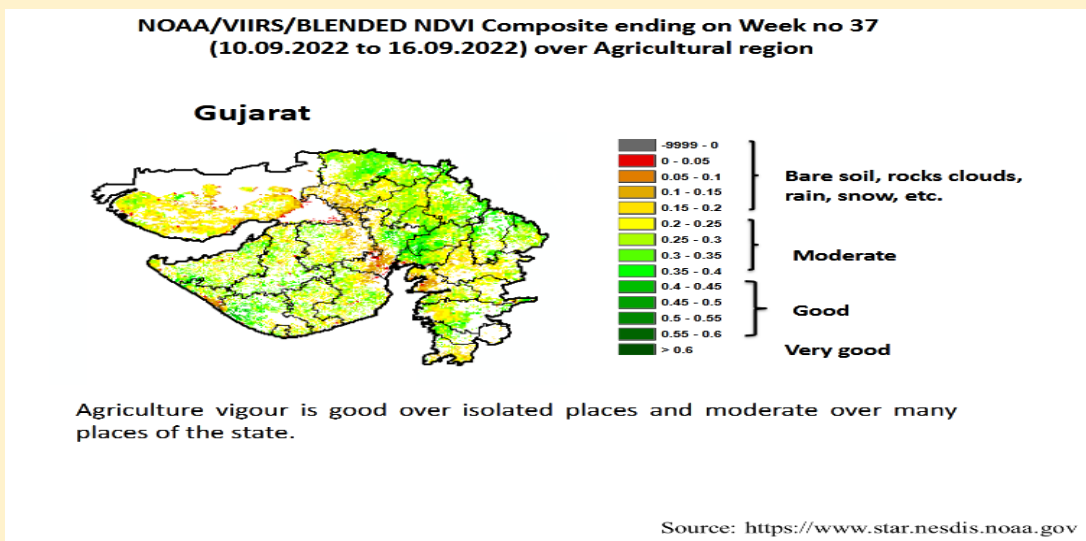 NOAA/VIIRS/BLENDED NDVI Composite ending on Week no 37
(10.09.2022 to 16.09.2022) over Agricultural region
Gujarat
-9999 - 0
0 - 0.05
0.05 - 0.1
0.1 - 0.15
0.15 - 0.2
0.2 - 0.25
0.25 - 0.3
0.3 - 0.35
0.35 - 0.4
0.4 - 0.45
0.45 - 0.5
0.5 - 0.55
0.55 - 0.6
> 0.6
Bare soil, rocks clouds,
rain, snow, etc.
Moderate
Good
Very good
Agriculture vigour is good over isolated places and moderate over many
places of the state.
Source: https://www.star.nesdis.noaa.gov